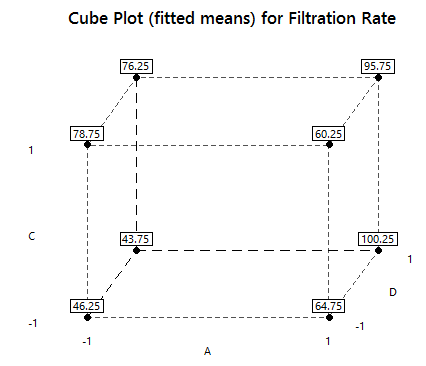 Cube Plot (fitted means) for Filtration Rate
76.25 95.75
78.75 60.25
1
C
43.75 100.25
1
46.25 64.75
D
-1 -1
-1 1
A